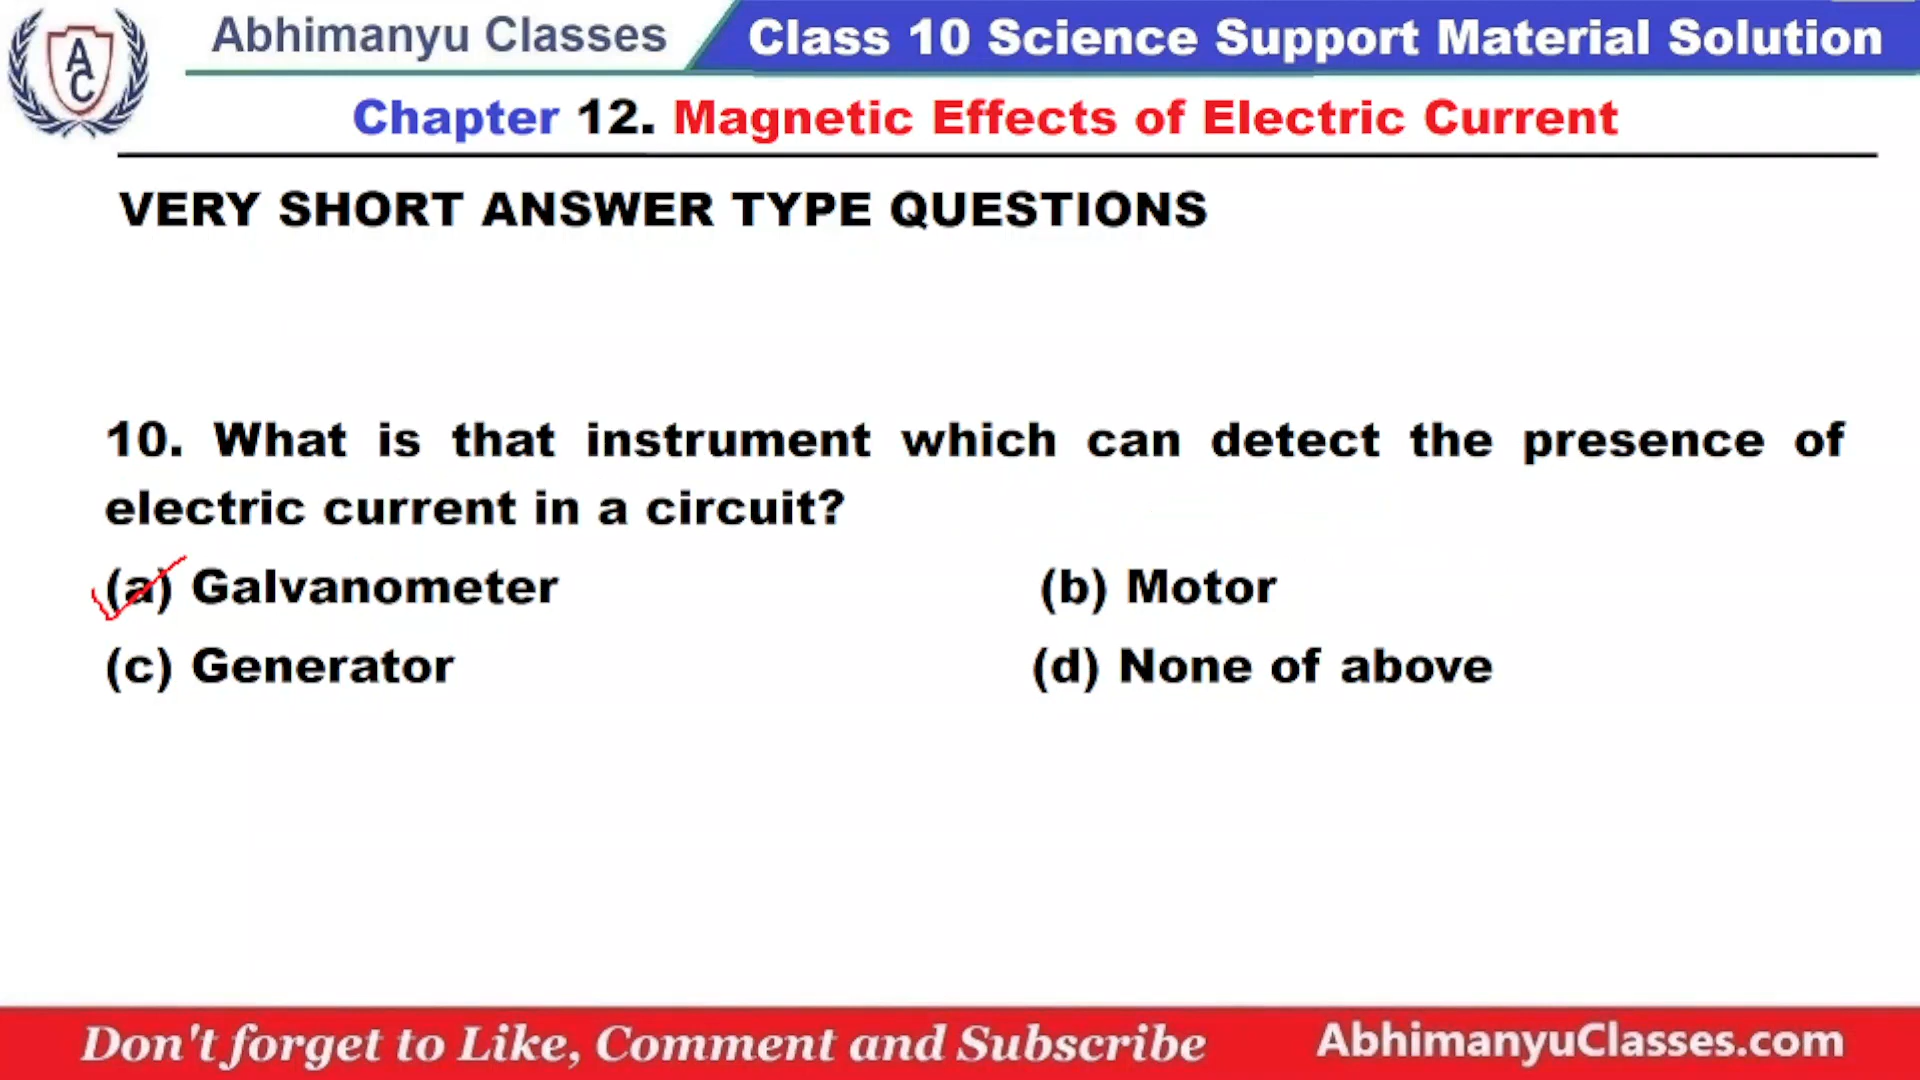 A
C
Abhimanyu Classes
Class 10 Science Support Material Solution
Chapter 12. Magnetic Effects of Electric Current
VERY SHORT ANSWER TYPE QUESTIONS
10. What is that instrument which can detect the presence of
electric current in a circuit?
(a) Galvanometer (b) Motor
(c) Generator (d) None of above
Don't forget to Like, Comment and Subscribe
AbhimanyuClasses.com